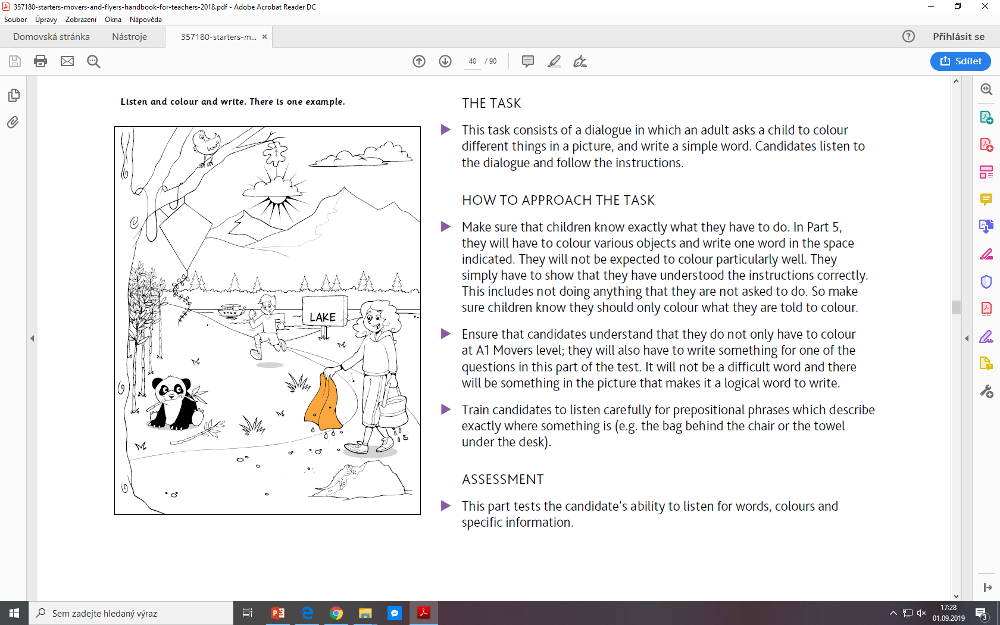 357180-starters-movers-and-flyers-handbook-for-teachers-2018.pdf - Adobe Acrobat Reader DC
Soubor Úpravy Zobrazení Okna Nápověda
Domovská stránka Nástroje 357180-starters-m... × ? Přihlásit se
40 / 90 Sdílet
Listen and colour and write. There is one example.
LAKE
THE TASK
This task consists of a dialogue in which an adult asks a child to colour
different things in a picture, and write a simple word. Candidates listen to
the dialogue and follow the instructions.
HOW TO APPROACH THE TASK
Make sure that children know exactly what they have to do. In Part 5,
they will have to colour various objects and write one word in the space
indicated. They will not be expected to colour particularly well. They
simply have to show that they have understood the instructions correctly.
This includes not doing anything that they are not asked to do. So make
sure children know they should only colour what they are told to colour.
Ensure that candidates understand that they do not only have to colour
at A1 Movers level; they will also have to write something for one of the
questions in this part of the test. It will not be a difficult word and there
will be something in the picture that makes it a logical word to write.
Train candidates to listen carefully for prepositional phrases which describe
exactly where something is (e.g. the bag behind the chair or the towel
under the desk).
ASSESSMENT
This part tests the candidate's ability to listen for words, colours and
specific information.
Sem zadejte hledaný výraz
17:28
01.09.2019
3